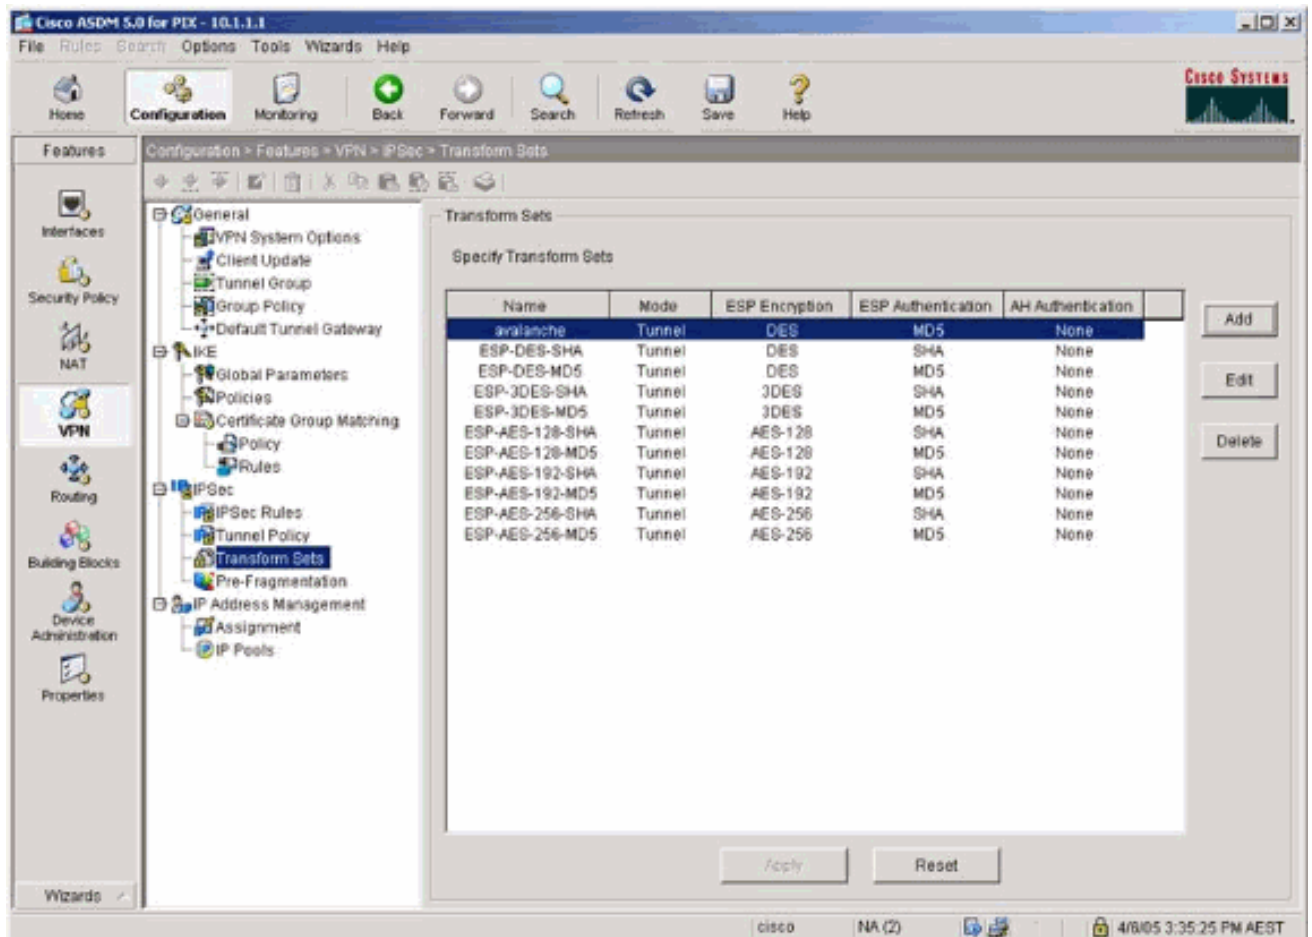 Cisco ASDM 5.0 for PIX - 10.1.1.1
File Rules Search Options Tools Wizards Help
Home Configuration Monitoring Back Forward Search Refresh Save Help
CISCO SYSTEMS
Features
Configuration > Features > VPN > IPSec > Transform Sets
Interfaces
Security Policy
NAT
VPN
Routing
Building Blocks
Device Administration
Properties
Wizards
General
VPN System Options
Client Update
Tunnel Group
Group Policy
Default Tunnel Gateway
IKE
Global Parameters
Policies
Certificate Group Matching
Policy
Rules
IPSec
IPSec Rules
Tunnel Policy
Transform Sets
Pre-Fragmentation
IP Address Management
Assignment
IP Pools
Transform Sets
Specify Transform Sets
Name Mode ESP Encryption ESP Authentication AH Authentication
avalanche Tunnel DES MD5 None
ESP-DES-SHA Tunnel DES SHA None
ESP-DES-MD5 Tunnel DES MD5 None
ESP-3DES-SHA Tunnel 3DES SHA None
ESP-3DES-MD5 Tunnel 3DES MD5 None
ESP-AES-128-SHA Tunnel AES-128 SHA None
ESP-AES-128-MD5 Tunnel AES-128 MD5 None
ESP-AES-192-SHA Tunnel AES-192 SHA None
ESP-AES-192-MD5 Tunnel AES-192 MD5 None
ESP-AES-256-SHA Tunnel AES-256 SHA None
ESP-AES-256-MD5 Tunnel AES-256 MD5 None
Add
Edit
Delete
Apply Reset
cisco NA (2) 4/6/05 3:35:25 PM AEST